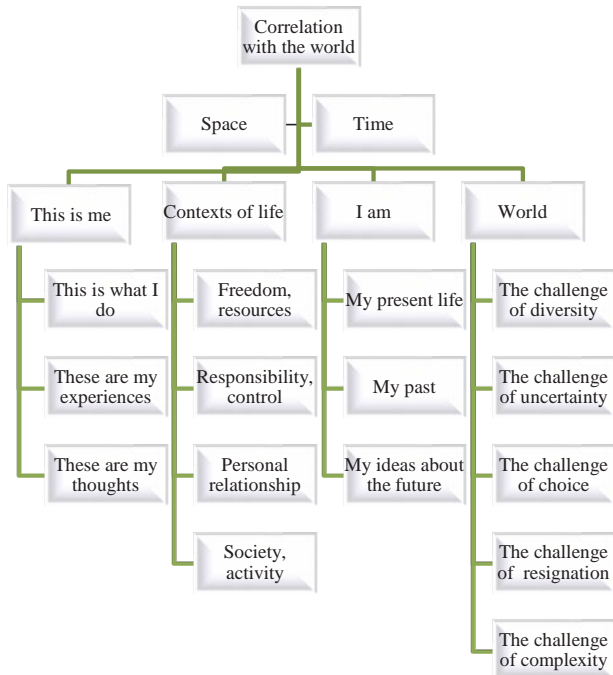 Correlation
with the world
Space
Time
This is me
Contexts of life
I am
World
This is what I
do
Freedom,
resources
My present life
The challenge
of diversity
These are my
experiences
Responsibility,
control
My past
The challenge
of uncertainty
These are my
thoughts
Personal
relationship
My ideas about
the future
The challenge
of choice
Society,
activity
The challenge
of resignation
The challenge
of complexity